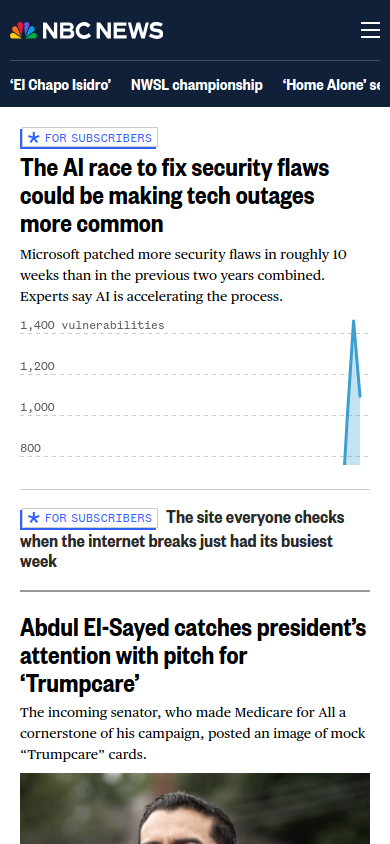 NBC NEWS
‘El Chapo Isidro’ NWSL championship ‘Home Alone’ se
FOR SUBSCRIBERS
The AI race to fix security flaws
could be making tech outages
more common
Microsoft patched more security flaws in roughly 10
weeks than in the previous two years combined.
Experts say AI is accelerating the process.
1,400 vulnerabilities
1,200
1,000
800
FOR SUBSCRIBERS The site everyone checks
when the internet breaks just had its busiest
week
Abdul El-Sayed catches president’s
attention with pitch for
‘Trumpcare’
The incoming senator, who made Medicare for All a
cornerstone of his campaign, posted an image of mock
“Trumpcare” cards.